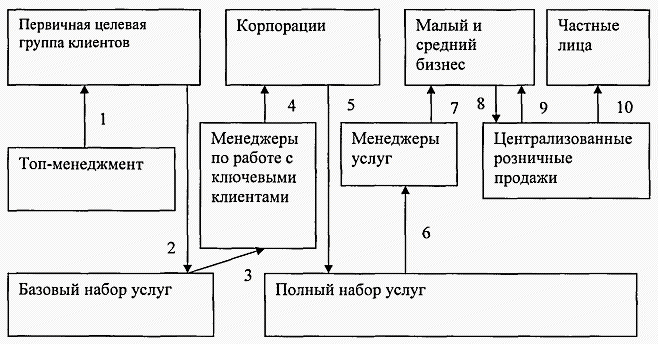 Первичная целевая
группа клиентов
Корпорации
Малый и
средний
бизнес
Частные
лица
1
4
5
7
8
9
10
Топ-менеджмент
Менеджеры
по работе с
ключевыми
клиентами
Менеджеры
услуг
Централизованные
розничные
продажи
2
3
6
Базовый набор услуг
Полный набор услуг